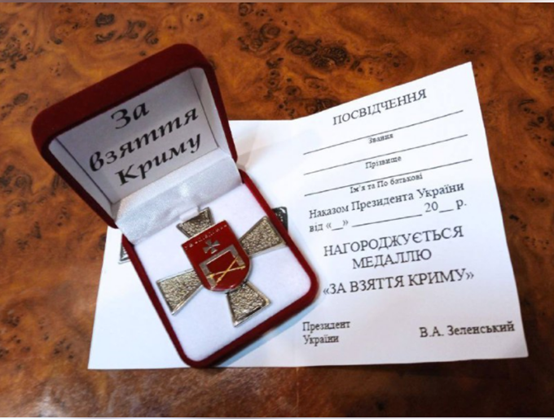 За
взяття
Криму
ПОСВІДЧЕННЯ
Звання
Прізвище
Ім'я та По батькові
Наказом Президента України
від «__» __________ 20__ р.
НАГОРОДЖУЄТЬСЯ
МЕДАЛЛЮ
«ЗА ВЗЯТТЯ КРИМУ»
Президент
України
В.А. Зеленський